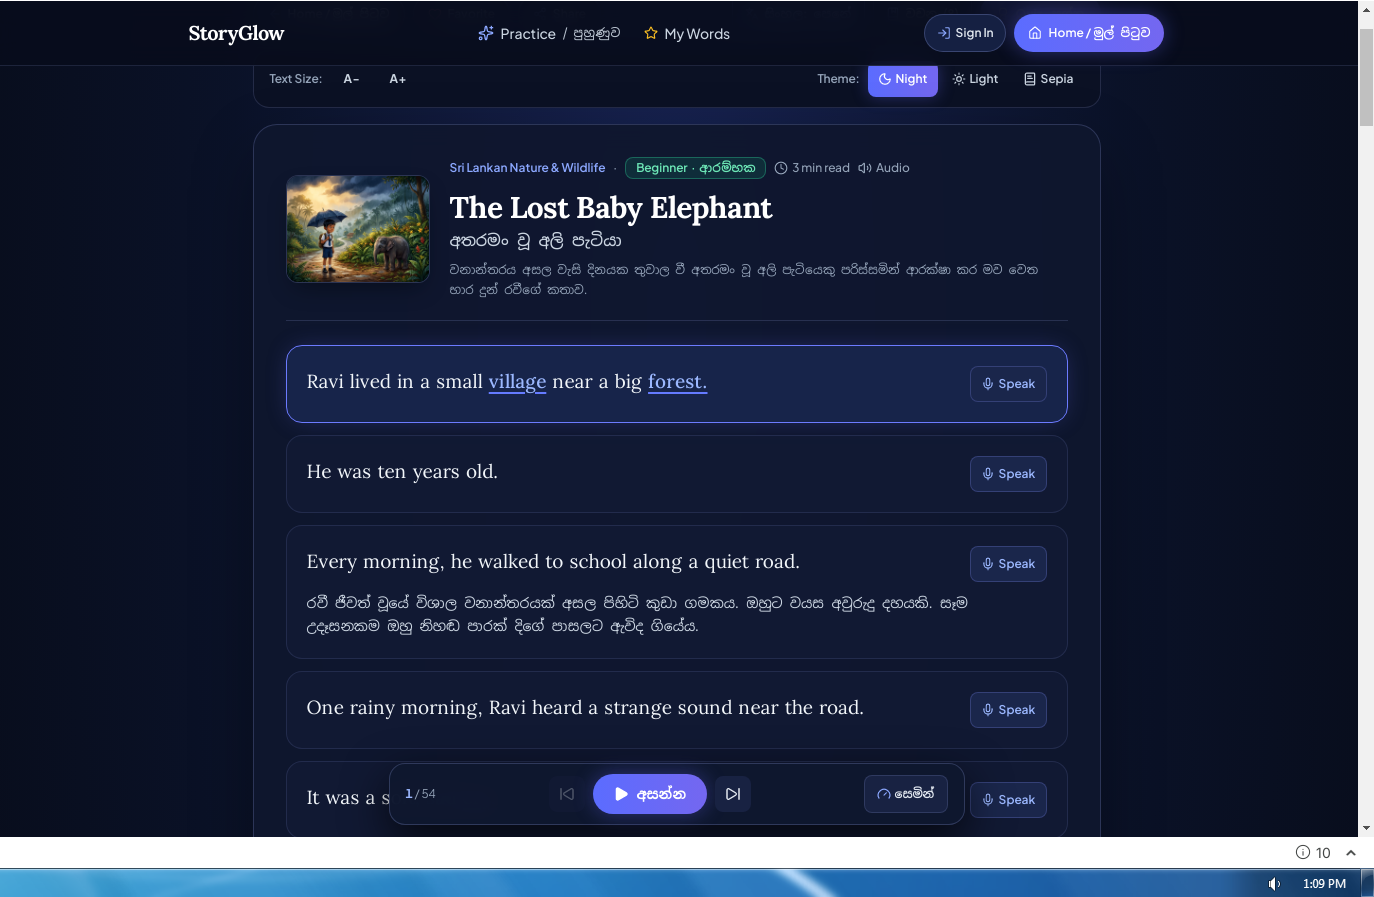 StoryGlow
Practice / පුහුණුව
My Words
Sign In
Home / මුල් පිටුව
Text Size: A- A+
Theme: Night Light Sepia
Sri Lankan Nature & Wildlife · Beginner · ආරම්භක 3 min read Audio
The Lost Baby Elephant
අතරමං වූ අලි පැටියා
වනාන්තරය අසල වැසි දිනයක තුවාල වී අතරමං වූ අලි පැටියෙකු පරිස්සමින් ආරක්ෂා කර මව වෙත
භාර දුන් රවීගේ කතාව.
Ravi lived in a small village near a big forest.
Speak
He was ten years old.
Speak
Every morning, he walked to school along a quiet road.
Speak
රවී ජීවත් වූයේ විශාල වනාන්තරයක් අසල පිහිටි කුඩා ගමකය. ඔහුට වයස අවුරුදු දහයකි. සෑම
උදෑසනකම ඔහු නිහඬ පාරක් දිගේ පාසලට ඇවිද ගියේය.
One rainy morning, Ravi heard a strange sound near the road.
Speak
It was a s
1 / 54
අසන්න
සෙමින්
Speak
10
1:09 PM